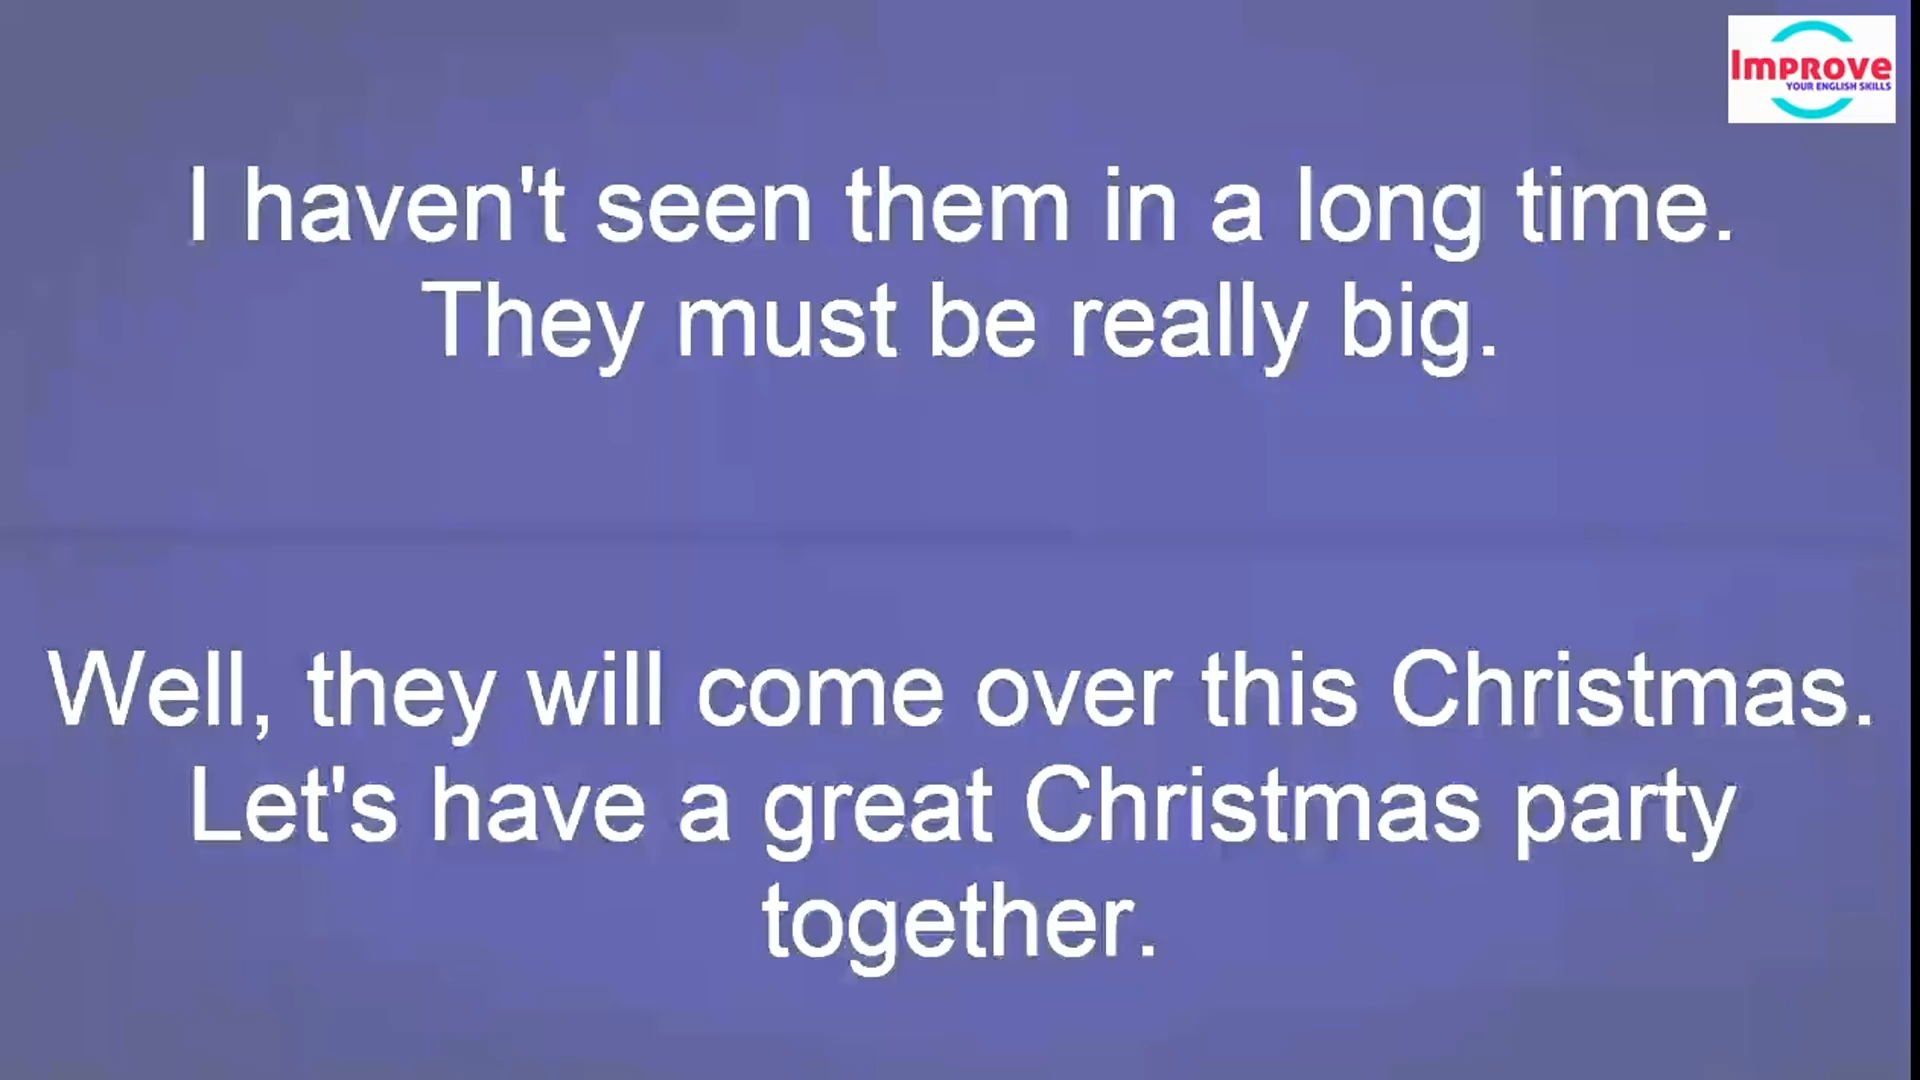 Improve
YOUR ENGLISH SKILLS
I haven't seen them in a long time.
They must be really big.
Well, they will come over this Christmas.
Let's have a great Christmas party
together.